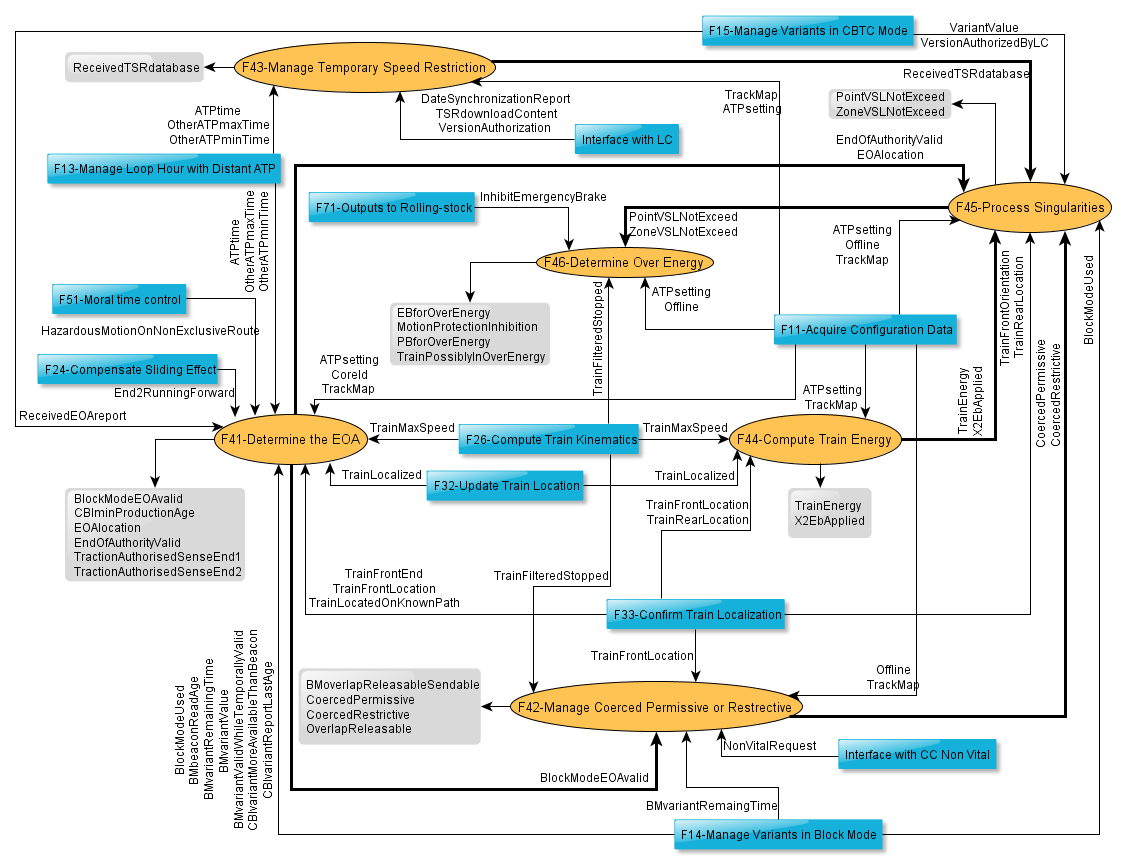 F15-Manage Variants in CBTC Mode
VariantValue
VersionAuthorizedByLC
ReceivedTSRdatabase
F43-Manage Temporary Speed Restriction
ReceivedTSRdatabase
TrackMap
ATPsetting
PointVSLNotExceed
ZoneVSLNotExceed
DateSynchronizationReport
TSRdownloadContent
VersionAuthorization
ATPtime
OtherATPmaxTime
OtherATPminTime
Interface with LC
EndOfAuthorityValid
EOAlocation
F13-Manage Loop Hour with Distant ATP
F71-Outputs to Rolling-stock
InhibitEmergencyBrake
F45-Process Singularities
PointVSLNotExceed
ZoneVSLNotExceed
ATPtime
OtherATPmaxTime
OtherATPminTime
ATPsetting
Offline
TrackMap
F46-Determine Over Energy
BlockModeUsed
TrainFrontOrientation
TrainRearLocation
F51-Moral time control
ATPsetting
Offline
EBforOverEnergy
MotionProtectionInhibition
PBforOverEnergy
TrainPossiblyInOverEnergy
TrainFilteredStopped
F11-Acquire Configuration Data
HazardousMotionOnNonExclusiveRoute
F24-Compensate Sliding Effect
ATPsetting
CoreId
TrackMap
End2RunningForward
ATPsetting
TrackMap
TrainEnergy
X2EbApplied
CoercedPermissive
CoercedRestrictive
ReceivedEOAreport
F41-Determine the EOA
TrainMaxSpeed
F26-Compute Train Kinematics
TrainMaxSpeed
F44-Compute Train Energy
TrainLocalized
F32-Update Train Location
TrainLocalized
BlockModeEOAvalid
CBIminProductionAge
EOAlocation
EndOfAuthorityValid
TractionAuthorisedSenseEnd1
TractionAuthorisedSenseEnd2
TrainFrontLocation
TrainRearLocation
TrainEnergy
X2EbApplied
TrainFrontEnd
TrainFrontLocation
TrainLocatedOnKnownPath
TrainFilteredStopped
F33-Confirm Train Localization
TrainFrontLocation
Offline
TrackMap
BlockModeUsed
BMbeaconReadAge
BMvariantRemainingTime
BMvariantValue
BMvariantValidWhileTemporallyValid
CBIvariantMoreAvailableThanBeacon
CBIvariantReportLastAge
BMoverlapReleasableSendable
CoercedPermissive
CoercedRestrictive
OverlapReleasable
F42-Manage Coerced Permissive or Restrective
NonVitalRequest
Interface with CC Non Vital
BlockModeEOAvalid
BMvariantRemaingTime
F14-Manage Variants in Block Mode